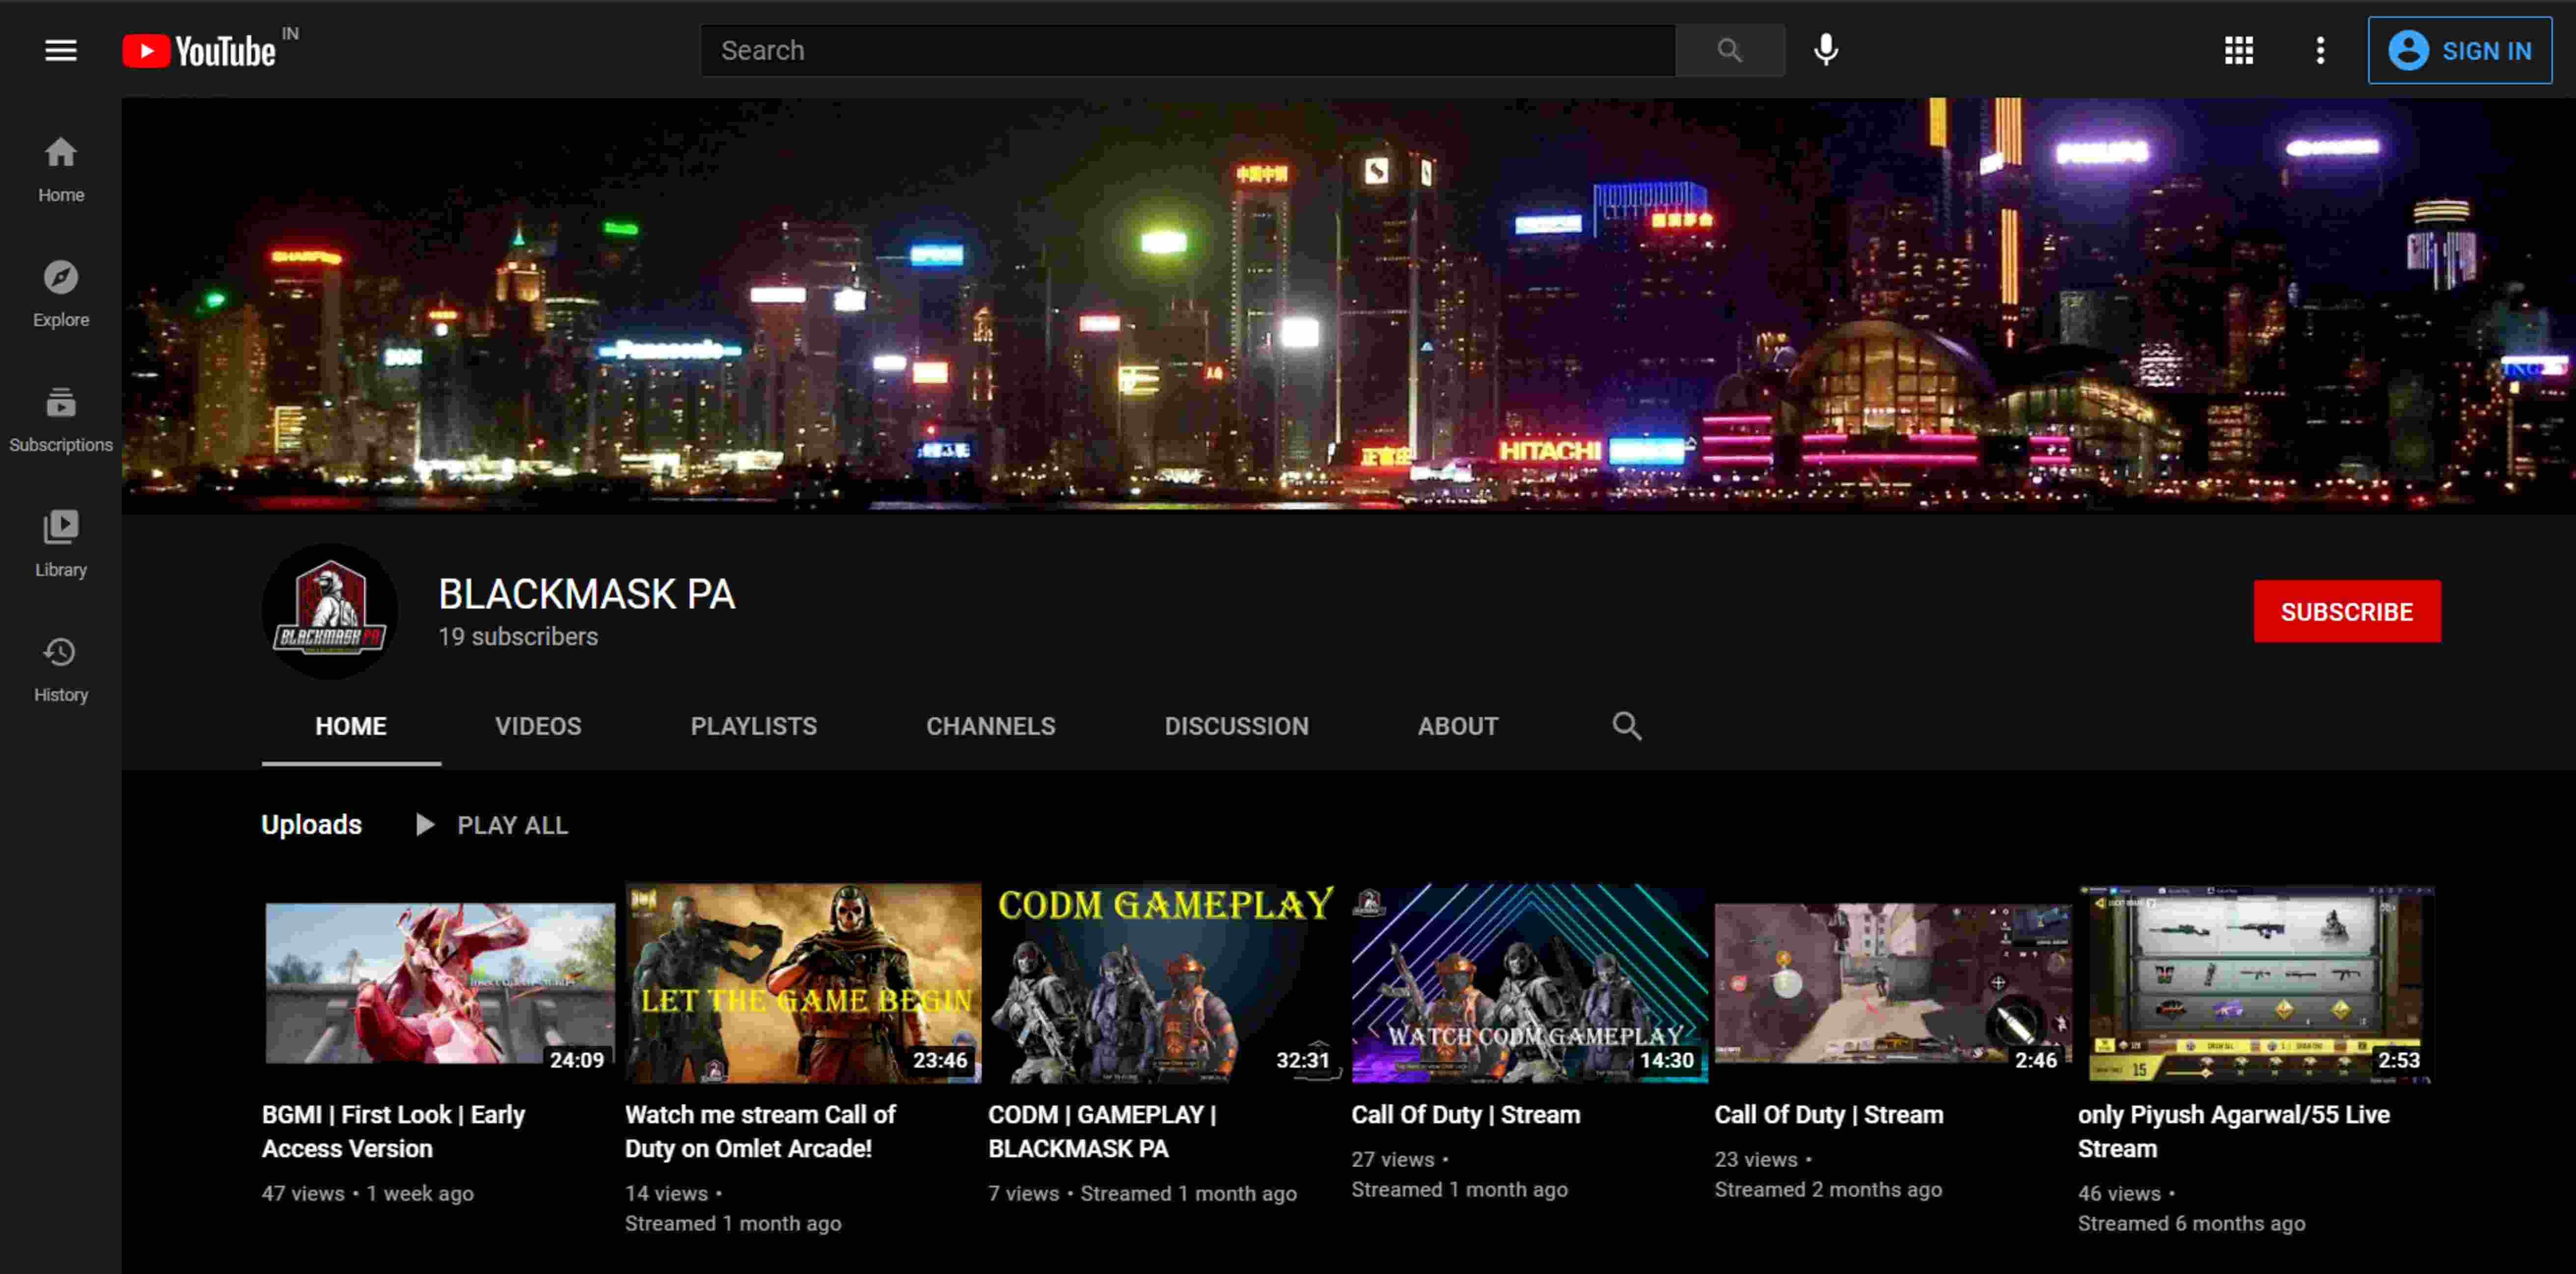 YouTube IN
Search
SIGN IN
Home
Explore
Subscriptions
Library
History
Panasonic
HITACHI
PHILIPS
BLACKMASK PA
BLACKMASK PA
19 subscribers
SUBSCRIBE
HOME VIDEOS PLAYLISTS CHANNELS DISCUSSION ABOUT
Uploads PLAY ALL
LET THE GAME BEGIN
23:46
CODM GAMEPLAY
32:31
WATCH CODM GAMEPLAY
14:30
24:09
2:46
15
2:53
BGMI | First Look | Early
Access Version
47 views • 1 week ago
Watch me stream Call of
Duty on Omlet Arcade!
14 views •
Streamed 1 month ago
CODM | GAMEPLAY |
BLACKMASK PA
7 views • Streamed 1 month ago
Call Of Duty | Stream
27 views •
Streamed 1 month ago
Call Of Duty | Stream
23 views •
Streamed 2 months ago
only Piyush Agarwal/55 Live
Stream
46 views •
Streamed 6 months ago